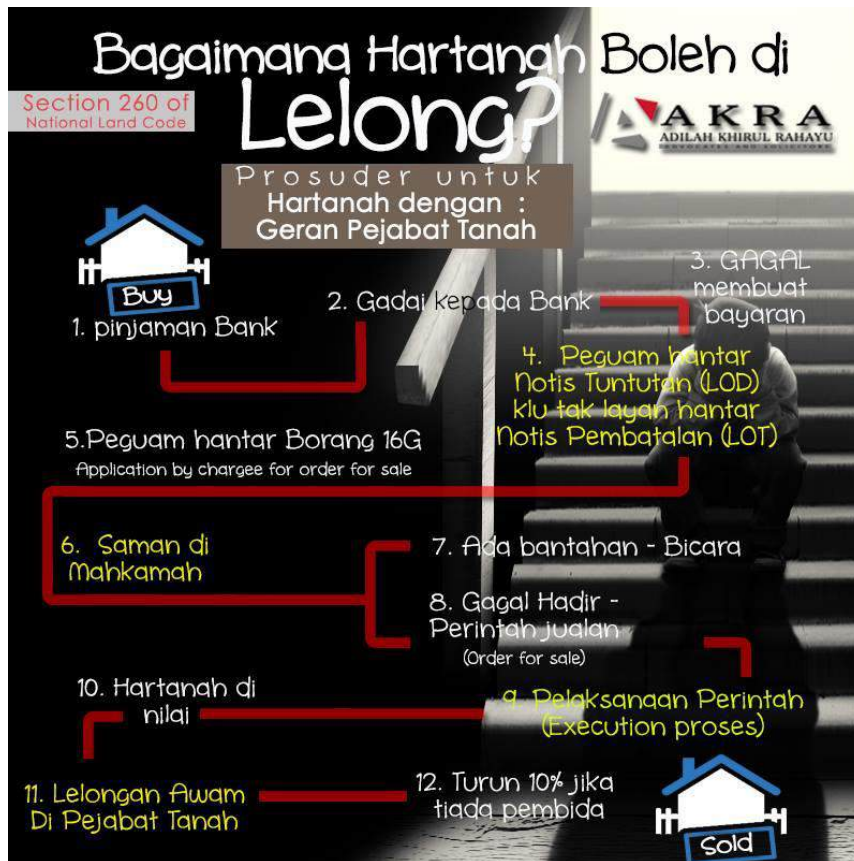 Bagaimana Hartanah Boleh di
Lelong?
Section 260 of
National Land Code
AKRA
ADILAH KHIRUL RAHAYU
ADVOCATES AND SOLICITORS
Prosuder untuk
Hartanah dengan :
Geran Pejabat Tanah
Buy
1. pinjaman Bank
2. Gadai kepada Bank
3. GAGAL
membuat
bayaran
4. Peguam hantar
Notis Tuntutan (LOD)
klu tak layan hantar
Notis Pembatalan (LOT)
5.Peguam hantar Borang 16G
Application by chargee for order for sale
6. Saman di
Mahkamah
7. Ada bantahan - Bicara
8. Gagal Hadir -
Perintah jualan
(Order for sale)
9. Pelaksanaan Perintah
(Execution proses)
10. Hartanah di
nilai
11. Lelongan Awam
Di Pejabat Tanah
12. Turun 10% jika
tiada pembida
Sold